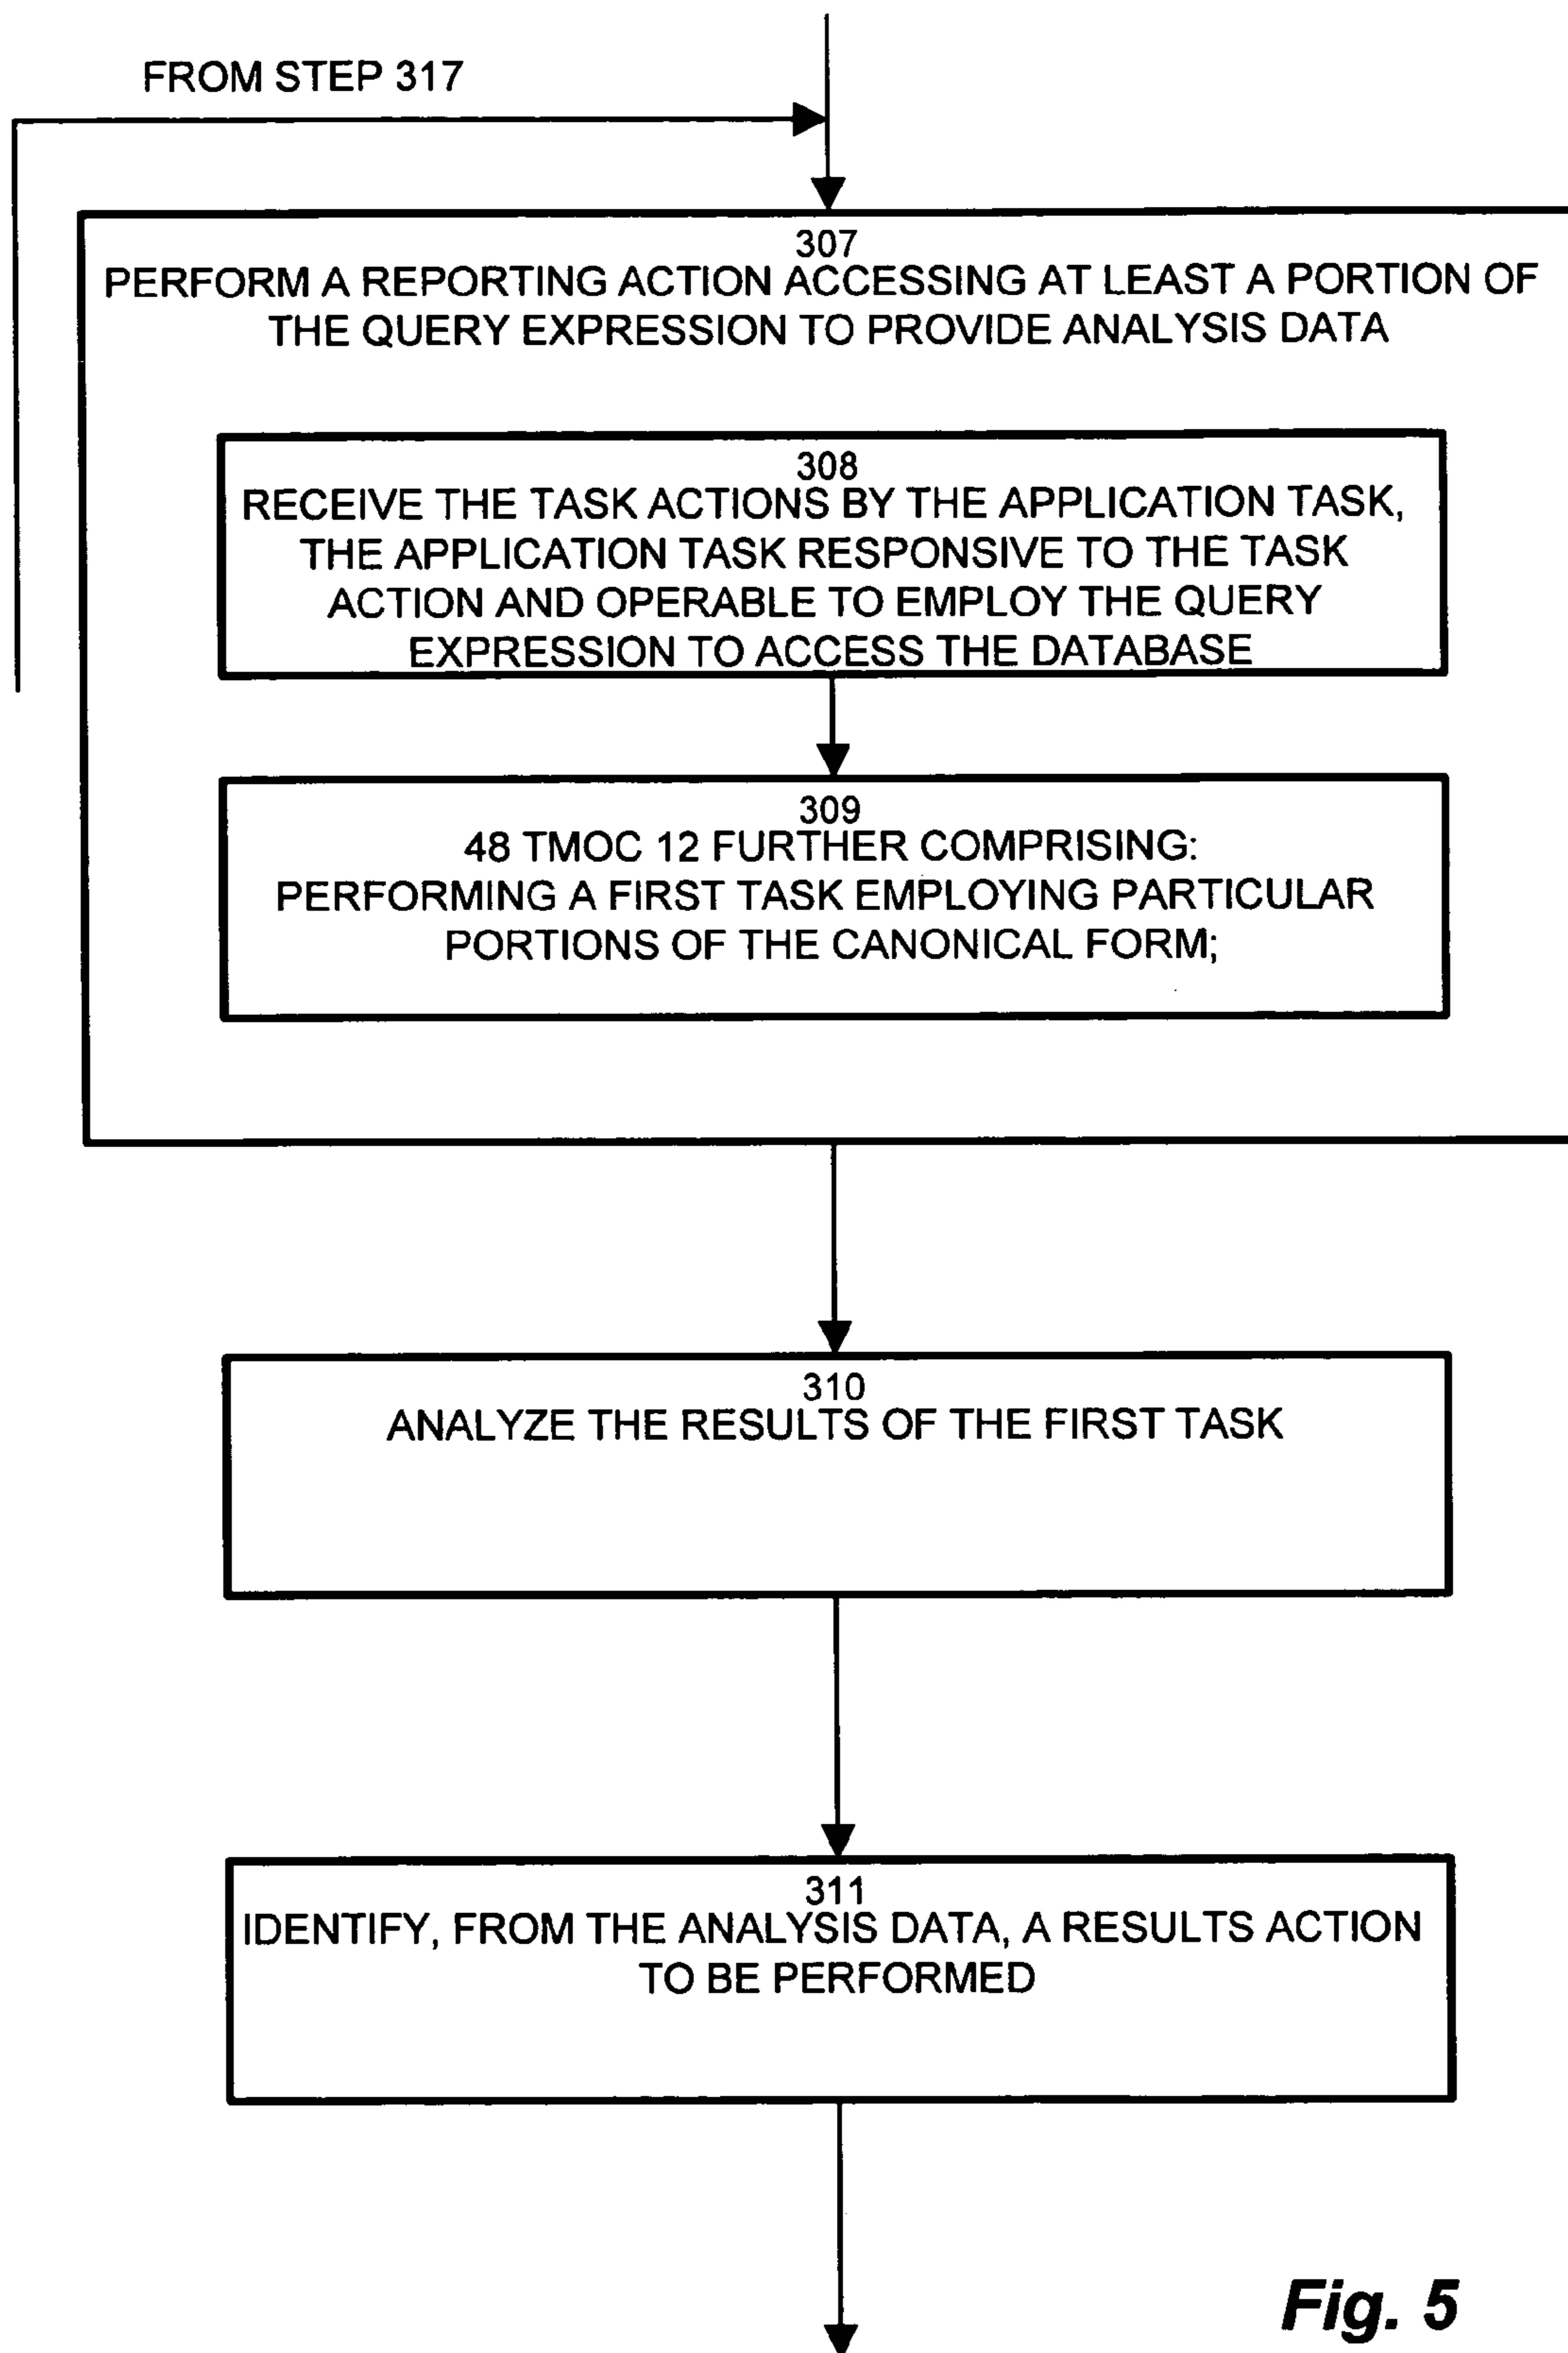 FROM STEP 317
307
PERFORM A REPORTING ACTION ACCESSING AT LEAST A PORTION OF
THE QUERY EXPRESSION TO PROVIDE ANALYSIS DATA
308
RECEIVE THE TASK ACTIONS BY THE APPLICATION TASK,
THE APPLICATION TASK RESPONSIVE TO THE TASK
ACTION AND OPERABLE TO EMPLOY THE QUERY
EXPRESSION TO ACCESS THE DATABASE
309
48 TMOC 12 FURTHER COMPRISING:
PERFORMING A FIRST TASK EMPLOYING PARTICULAR
PORTIONS OF THE CANONICAL FORM;
310
ANALYZE THE RESULTS OF THE FIRST TASK
311
IDENTIFY, FROM THE ANALYSIS DATA, A RESULTS ACTION
TO BE PERFORMED
Fig. 5